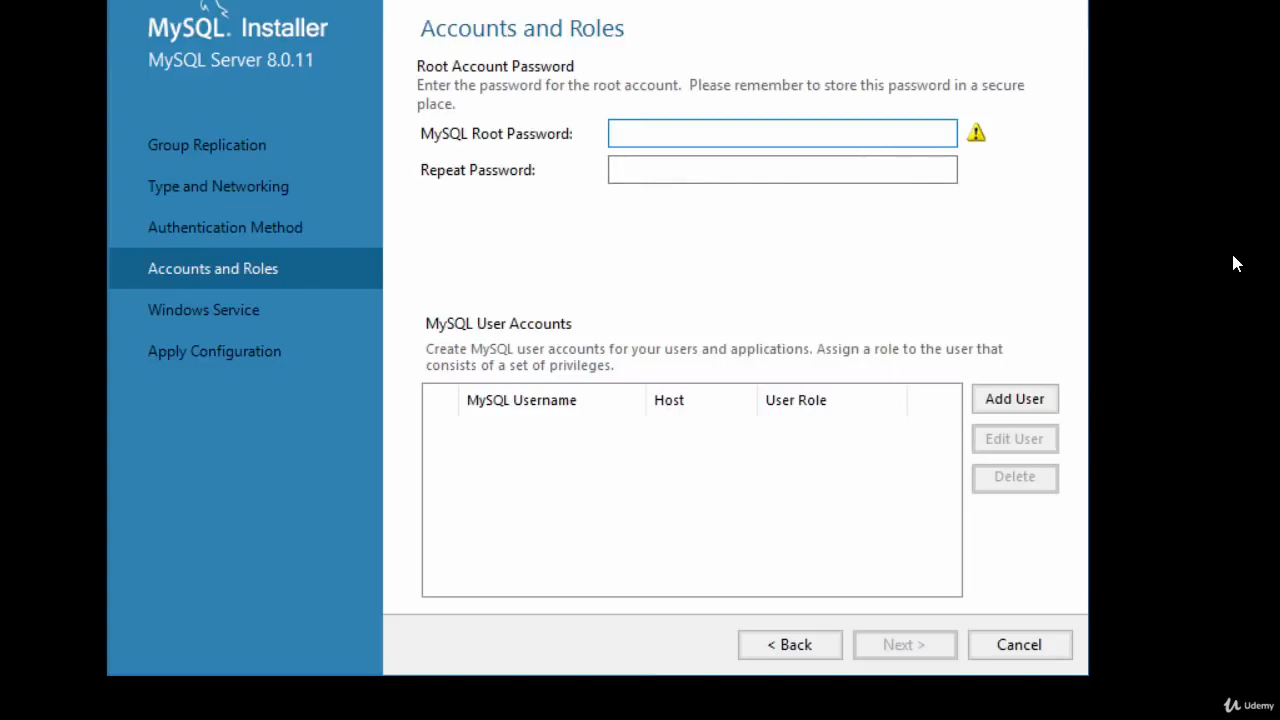 MySQL. Installer
MySQL Server 8.0.11
Group Replication
Type and Networking
Authentication Method
Accounts and Roles
Windows Service
Apply Configuration
Accounts and Roles
Root Account Password
Enter the password for the root account. Please remember to store this password in a secure
place.
MySQL Root Password:
Repeat Password:
MySQL User Accounts
Create MySQL user accounts for your users and applications. Assign a role to the user that
consists of a set of privileges.
MySQL Username Host User Role
Add User
Edit User
Delete
< Back Next > Cancel
Udemy